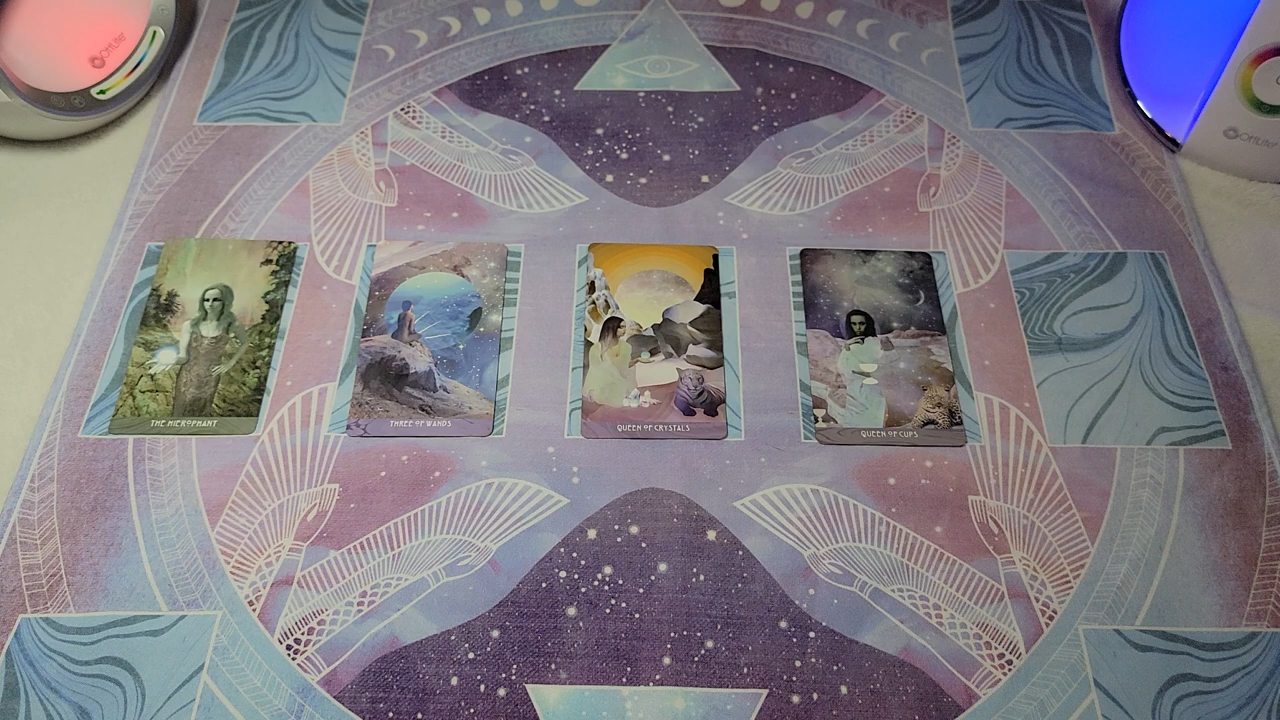 THE HIEROPHANT
THREE OF WANDS
QUEEN OF CRYSTALS
QUEEN OF CUPS